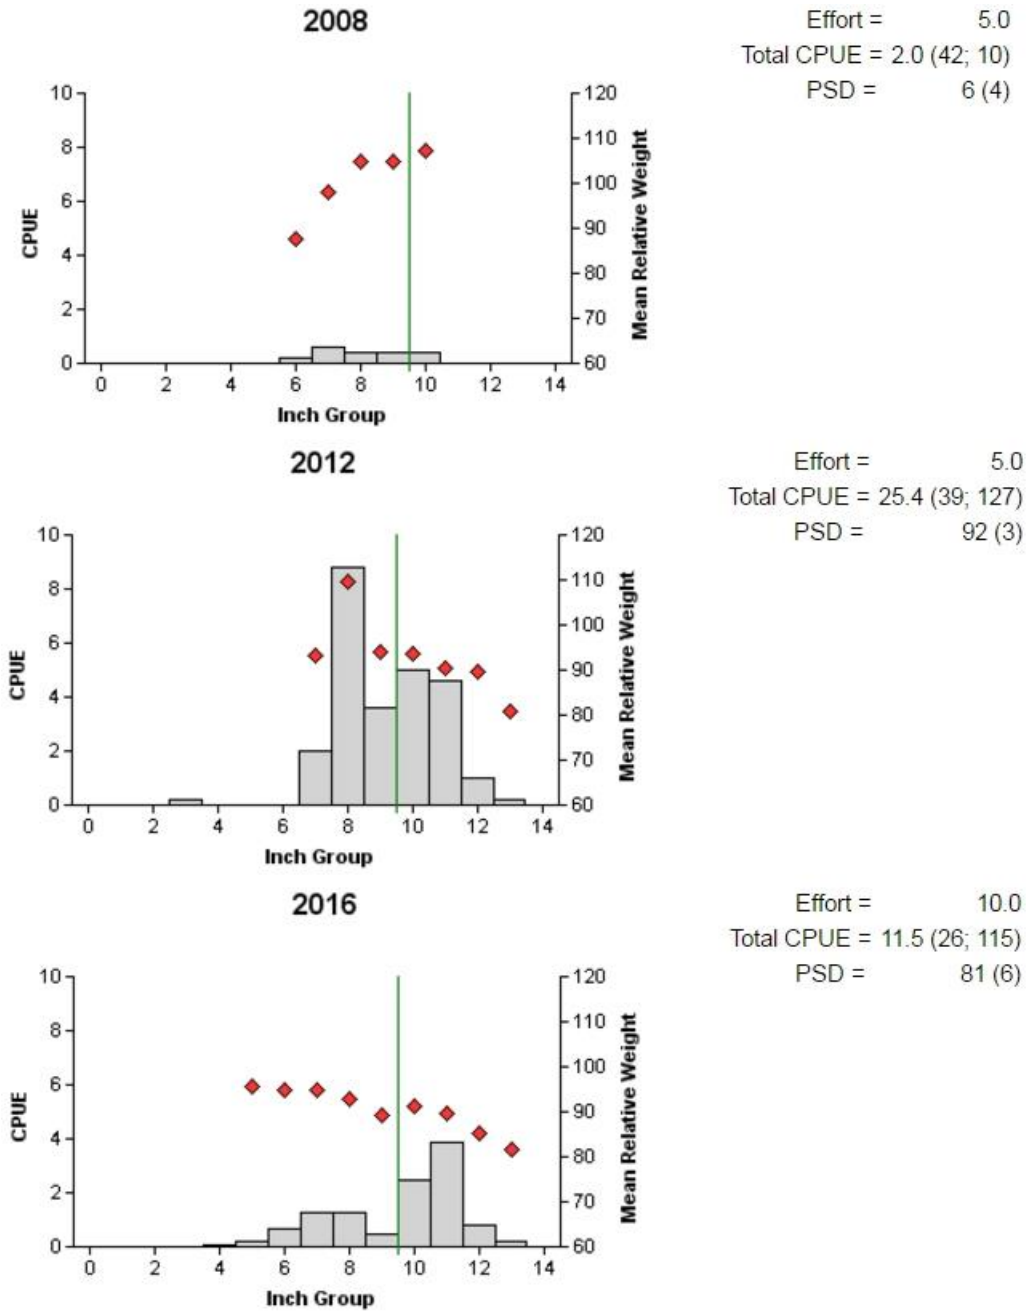 2008
Effort = 5.0
Total CPUE = 2.0 (42; 10)
PSD = 6 (4)
10
8
6
4
2
0
CPUE
120
110
100
90
80
70
60
Mean Relative Weight
0 2 4 6 8 10 12 14
Inch Group
2012
Effort = 5.0
Total CPUE = 25.4 (39; 127)
PSD = 92 (3)
10
8
6
4
2
0
CPUE
120
110
100
90
80
70
60
Mean Relative Weight
0 2 4 6 8 10 12 14
Inch Group
2016
Effort = 10.0
Total CPUE = 11.5 (26; 115)
PSD = 81 (6)
10
8
6
4
2
0
CPUE
120
110
100
90
80
70
60
Mean Relative Weight
0 2 4 6 8 10 12 14
Inch Group